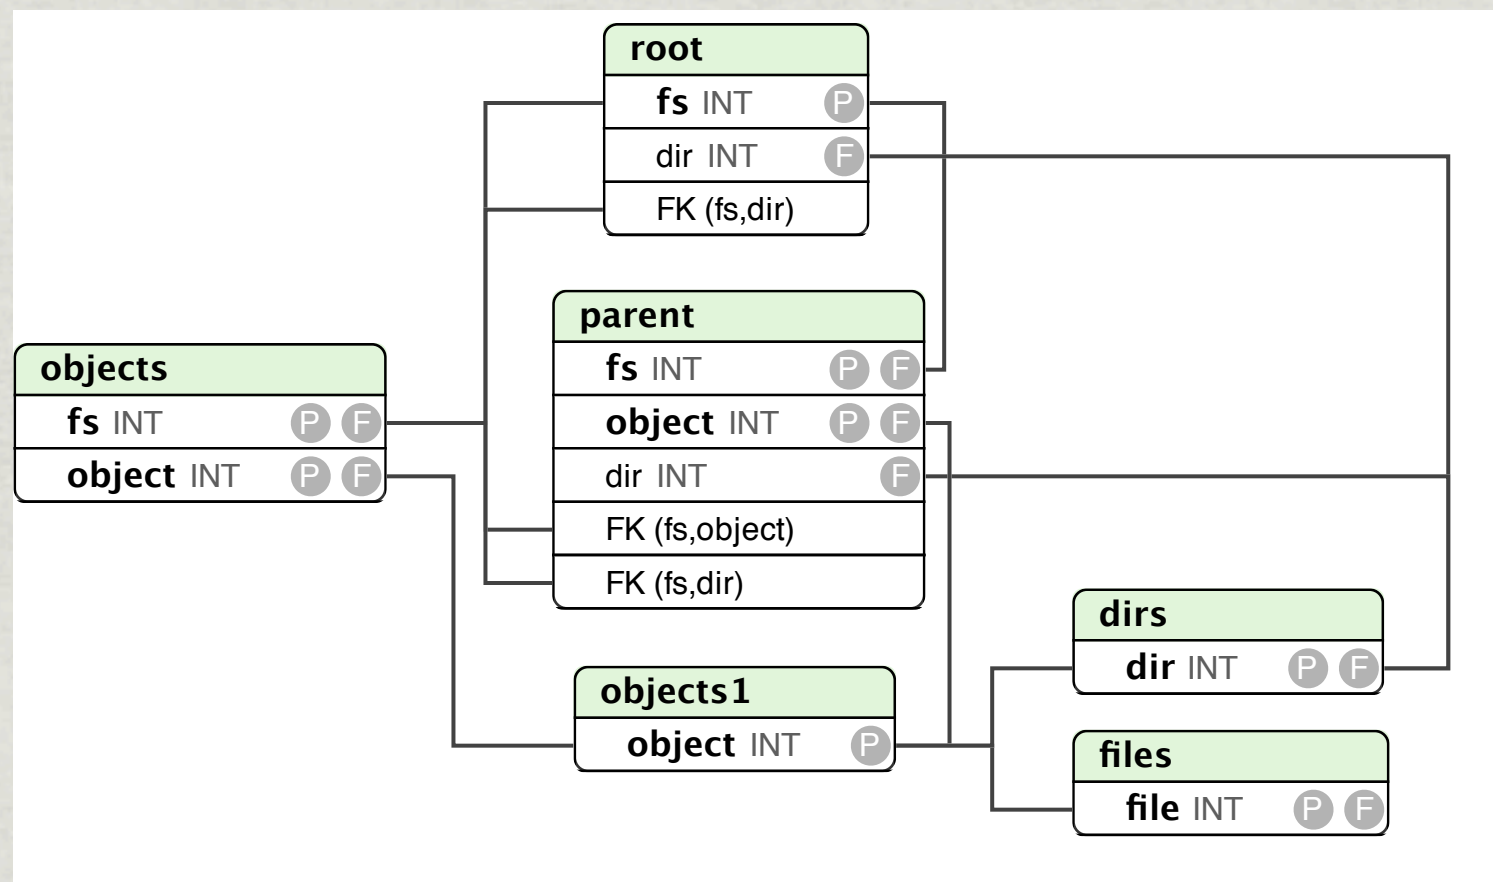 root
fs INT P
dir INT F
FK (fs,dir)
parent
fs INT P F
object INT P F
dir INT F
FK (fs,object)
FK (fs,dir)
objects
fs INT P F
object INT P F
objects1
object INT P
dirs
dir INT P F
files
file INT P F